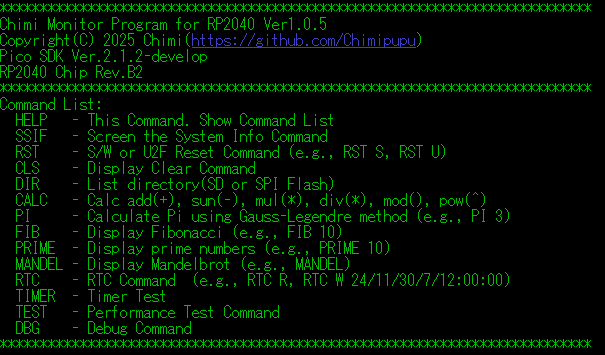 **************************************************************************
Chimi Monitor Program for RP2040 Ver1.0.5
Copyright(C) 2025 Chimi(https://github.com/Chimipupu)
Pico SDK Ver.2.1.2-develop
RP2040 Chip Rev.B2
**************************************************************************
Command List:
  HELP   - This Command. Show Command List
  SSIF   - Screen the System Info Command
  RST    - S/W or U2F Reset Command (e.g., RST S, RST U)
  CLS    - Display Clear Command
  DIR    - List directory(SD or SPI Flash)
  CALC   - Calc add(+), sun(-), mul(*), div(*), mod(), pow(^)
  PI     - Calculate Pi using Gauss-Legendre method (e.g., PI 3)
  FIB    - Display Fibonacci (e.g., FIB 10)
  PRIME  - Display prime numbers (e.g., PRIME 10)
  MANDEL - Display Mandelbrot (e.g., MANDEL)
  RTC    - RTC Command  (e.g., RTC R, RTC W 24/11/30/7/12:00:00)
  TIMER  - Timer Test
  TEST   - Performance Test Command
  DBG    - Debug Command
**************************************************************************